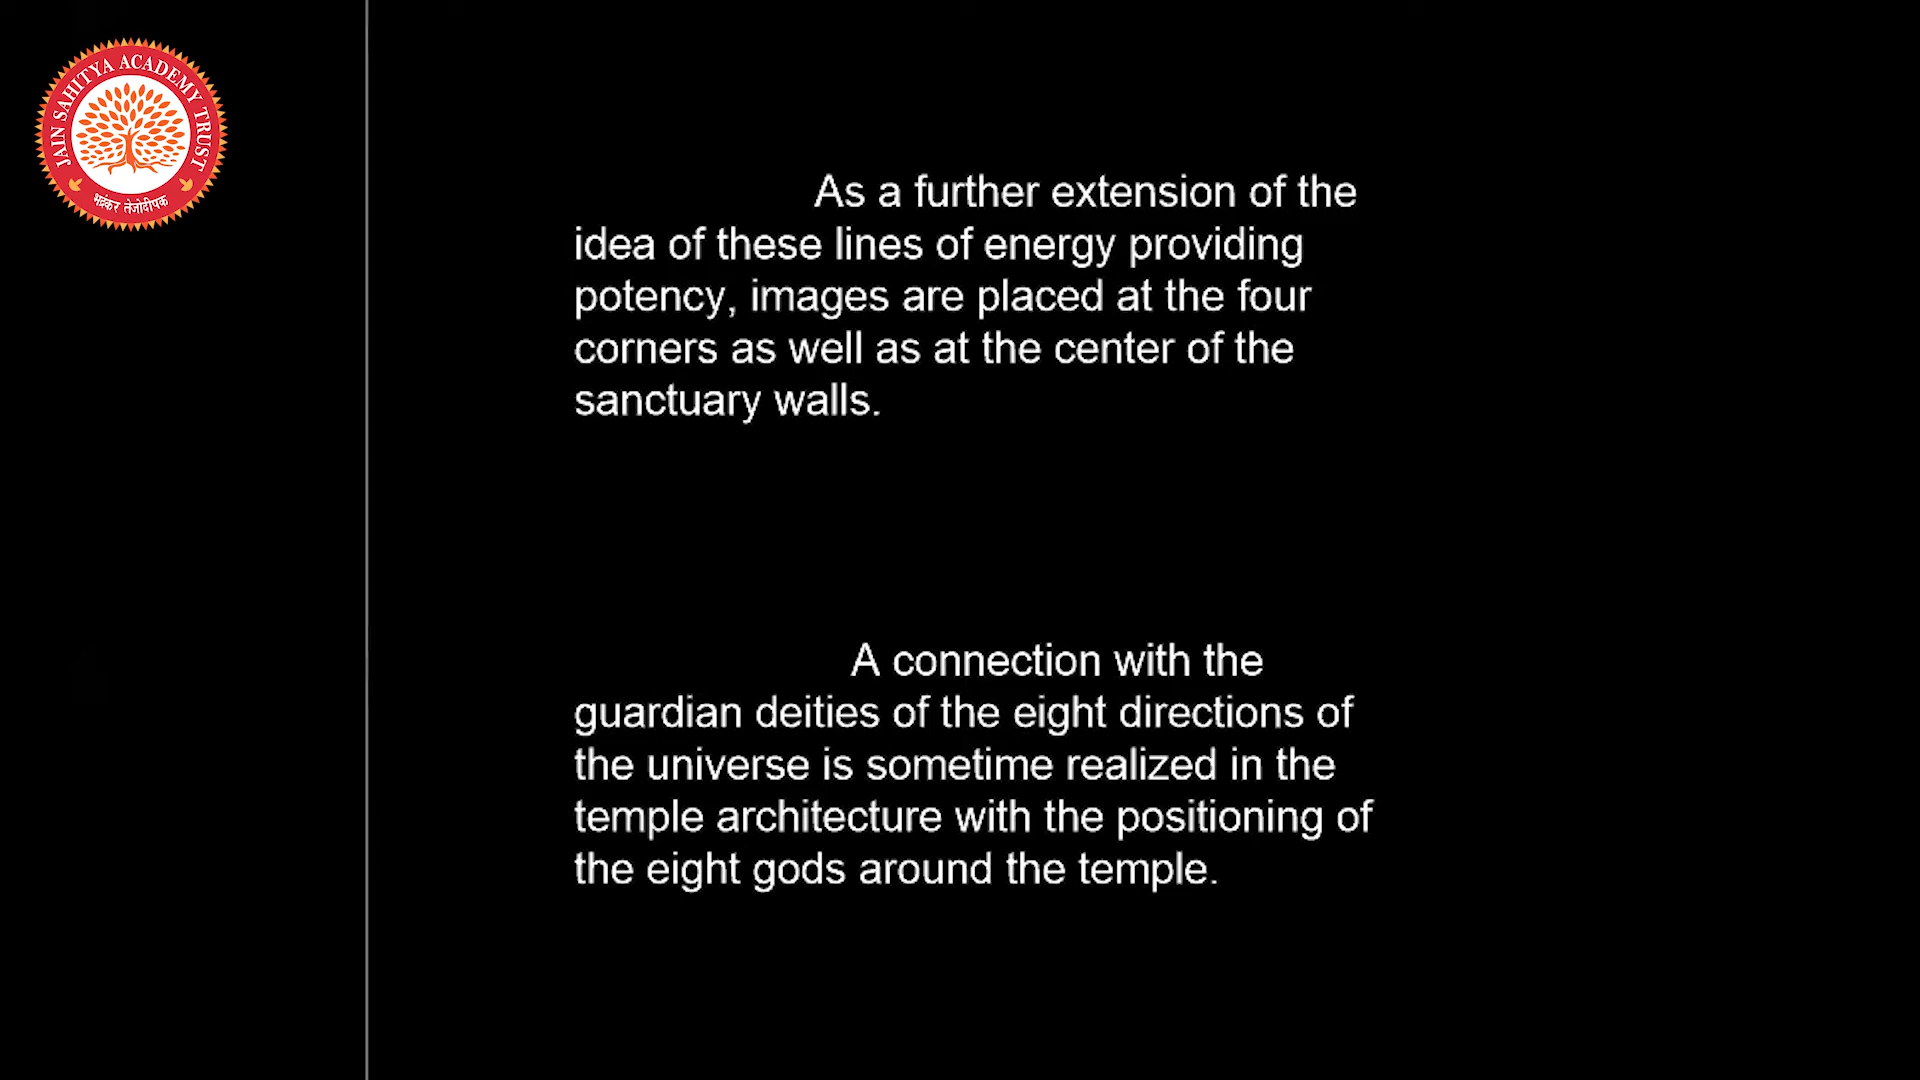 JAIN SAHITYA ACADEMY TRUST
भद्रंकर तेजोदीपक
As a further extension of the
idea of these lines of energy providing
potency, images are placed at the four
corners as well as at the center of the
sanctuary walls.
A connection with the
guardian deities of the eight directions of
the universe is sometime realized in the
temple architecture with the positioning of
the eight gods around the temple.